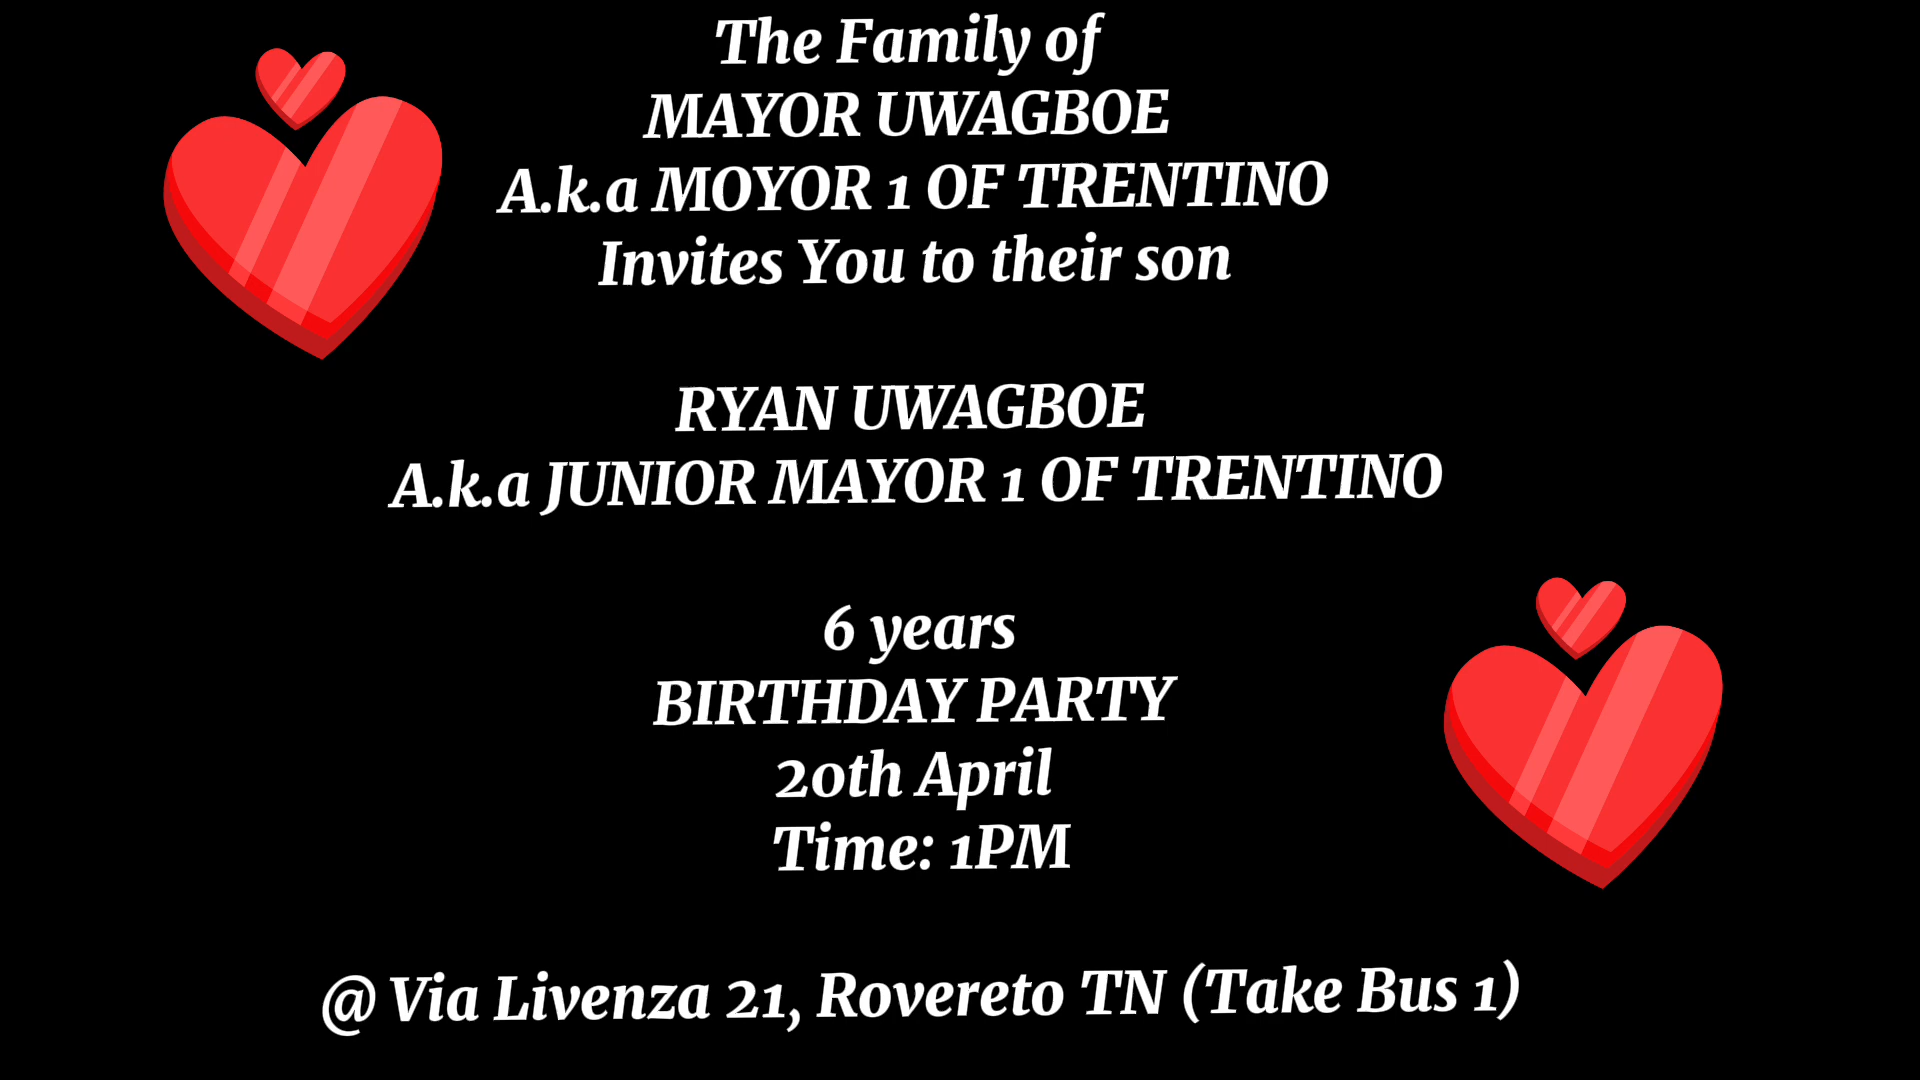 The Family of
MAYOR UWAGBOE
A.k.a MOYOR 1 OF TRENTINO
Invites You to their son
RYAN UWAGBOE
A.k.a JUNIOR MAYOR 1 OF TRENTINO
6 years
BIRTHDAY PARTY
20th April
Time: 1PM
@ Via Livenza 21, Rovereto TN (Take Bus 1)